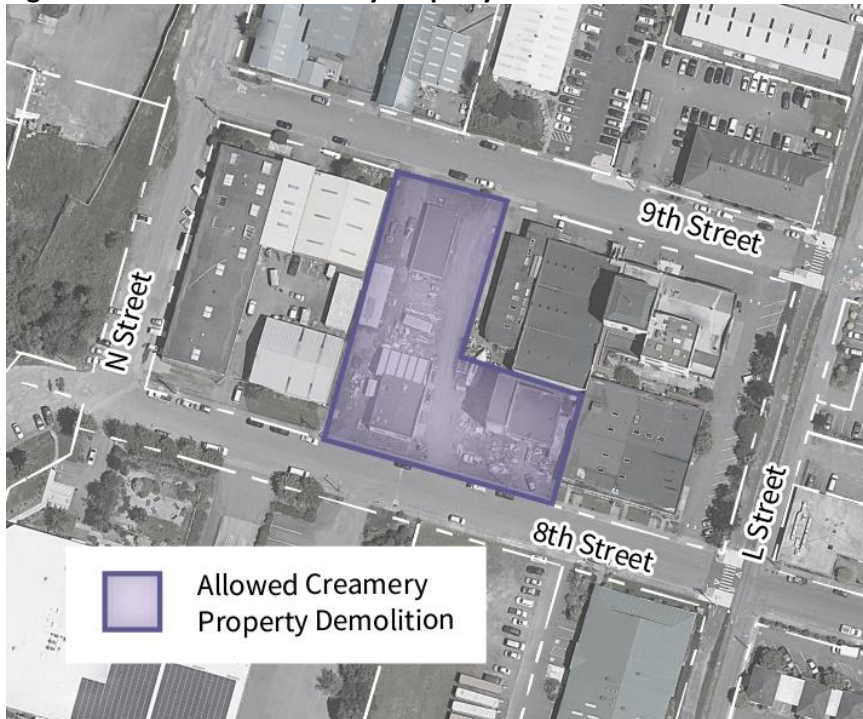 9th Street
N Street
L Street
8th Street
Allowed Creamery
Property Demolition